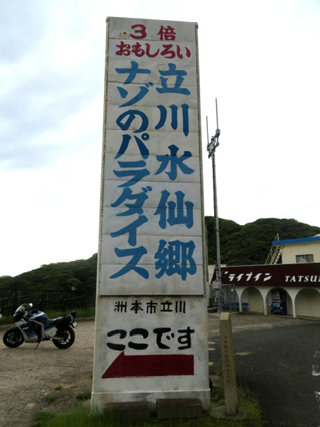 3倍
おもしろい
立川水仙郷
ナゾのパラダイス
洲本市立川
ここです
ドライブイン
TATSU